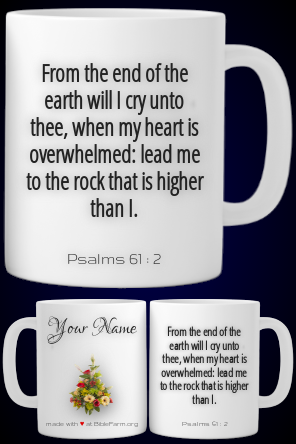 From the end of the
earth will I cry unto
thee, when my heart is
overwhelmed: lead me
to the rock that is higher
than I.
Psalms 61 : 2
Your Name
made with ♥ at BibleFarm.org
From the end of the
earth will I cry unto
thee, when my heart is
overwhelmed: lead me
to the rock that is higher
than I.
Psalms 61 : 2